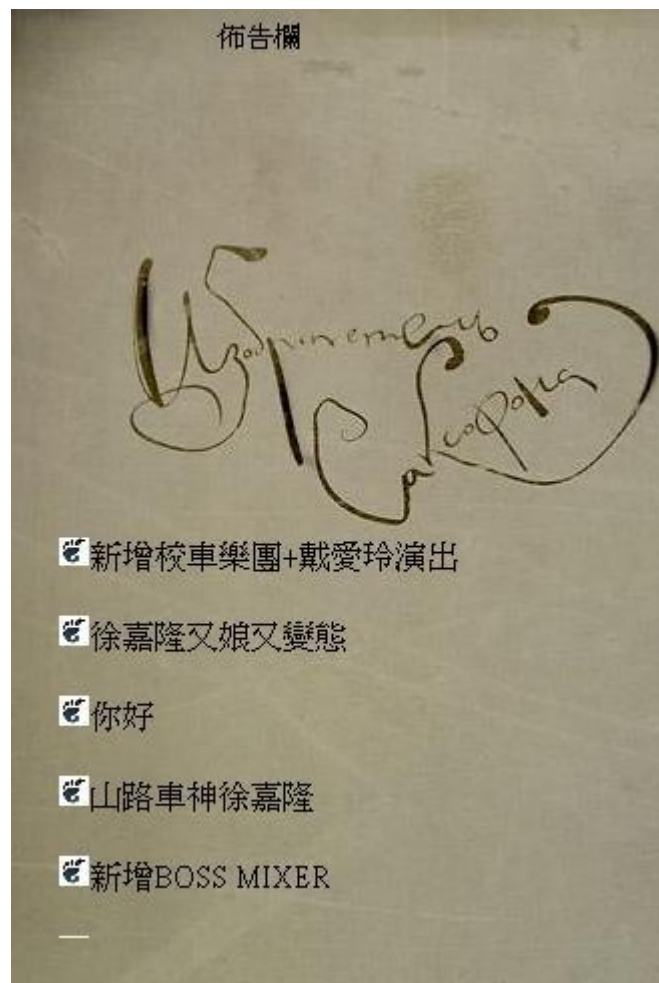 佈告欄
Изобритетель
Саксофона
新增校車樂團+戴愛玲演出
徐嘉隆又娘又變態
你好
山路車神徐嘉隆
新增BOSS MIXER